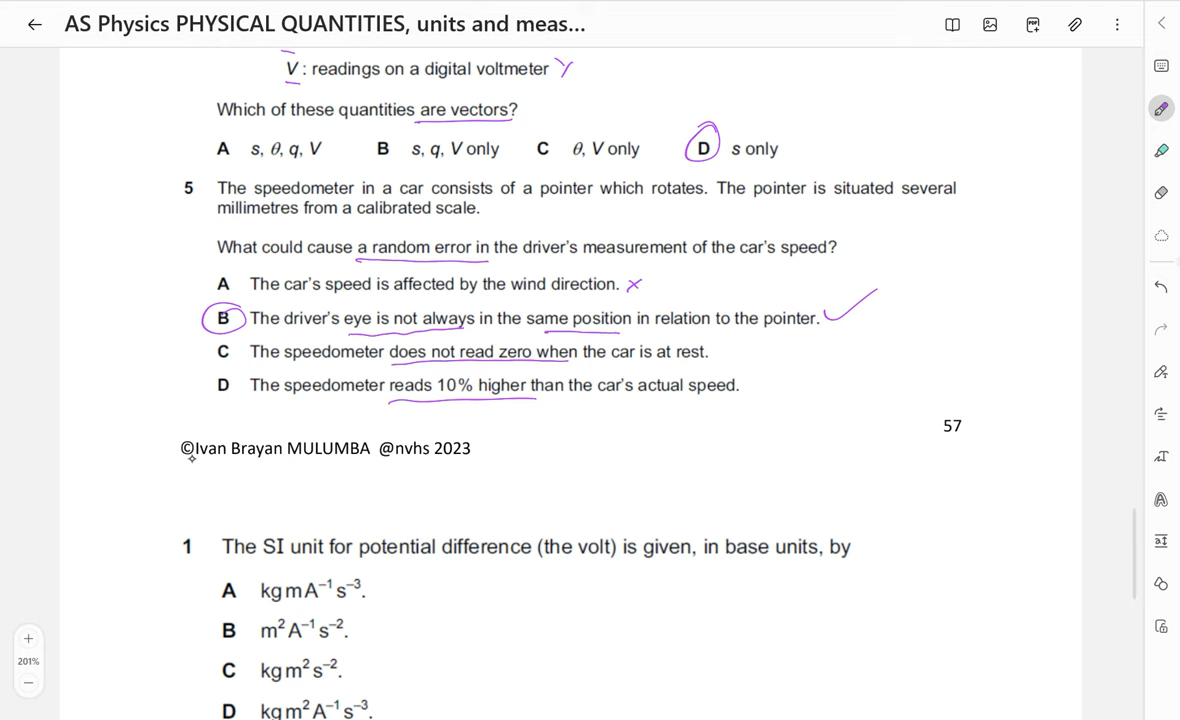 AS Physics PHYSICAL QUANTITIES, units and meas...
V : readings on a digital voltmeter
Which of these quantities are vectors?
A s, θ, q, V B s, q, V only C θ, V only D s only
5 The speedometer in a car consists of a pointer which rotates. The pointer is situated several
millimetres from a calibrated scale.
What could cause a random error in the driver's measurement of the car's speed?
A The car's speed is affected by the wind direction. ×
B The driver's eye is not always in the same position in relation to the pointer. ✓
C The speedometer does not read zero when the car is at rest.
D The speedometer reads 10% higher than the car's actual speed.
57
©Ivan Brayan MULUMBA @nvhs 2023
1 The SI unit for potential difference (the volt) is given, in base units, by
A kg m A⁻¹ s⁻³.
B m² A⁻¹ s⁻².
C kg m² s⁻².
D kg m² A⁻¹ s⁻³.
201%